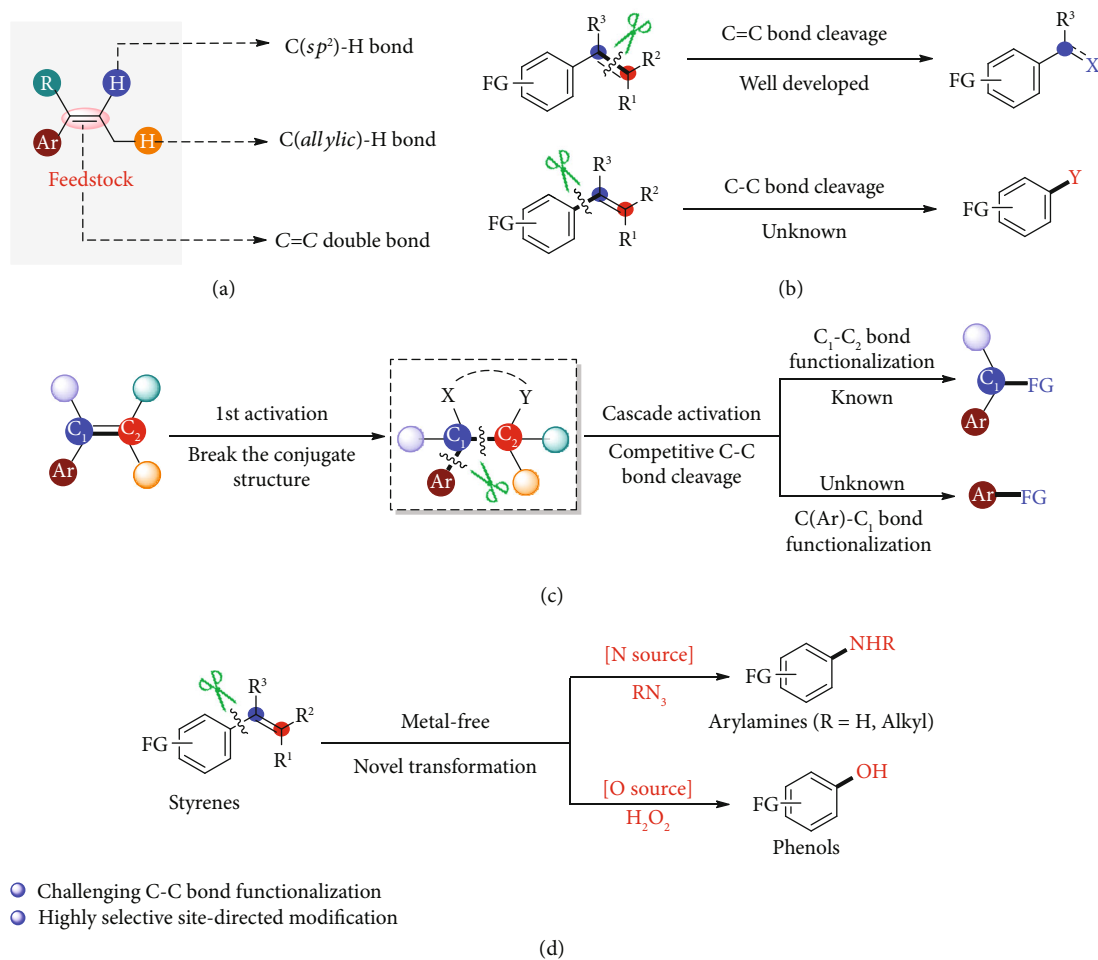 C(sp²)-H bond
R
H
Ar
H
C(allylic)-H bond
Feedstock
C=C double bond
(a)
R³
R²
R¹
FG
C=C bond cleavage
Well developed
R³
FG
X
R³
R²
R¹
FG
C-C bond cleavage
Unknown
Y
FG
(b)
C₁
C₂
Ar
1st activation
Break the conjugate
structure
X
Y
C₁
C₂
Ar
Cascade activation
Competitive C-C
bond cleavage
C₁-C₂ bond
functionalization
Known
C₁
FG
Ar
Unknown
C(Ar)-C₁ bond
functionalization
Ar
FG
(c)
R³
R²
R¹
FG
Styrenes
Metal-free
Novel transformation
[N source]
RN₃
NHR
FG
Arylamines (R = H, Alkyl)
[O source]
H₂O₂
OH
FG
Phenols
Challenging C-C bond functionalization
Highly selective site-directed modification
(d)